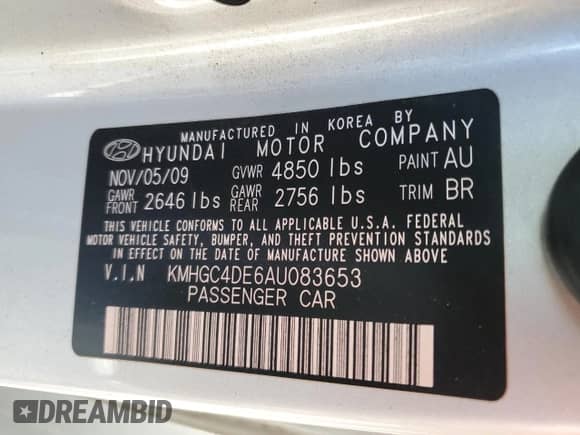 MANUFACTURED IN KOREA BY
HYUNDAI MOTOR COMPANY
NOV/05/09 GVWR 4850 lbs PAINT AU
GAWR FRONT 2646 lbs GAWR REAR 2756 lbs TRIM BR
THIS VEHICLE CONFORMS TO ALL APPLICABLE U.S.A. FEDERAL
MOTOR VEHICLE SAFETY, BUMPER, AND THEFT PREVENTION STANDARDS
IN EFFECT ON THE DATE OF MANUFACTURE SHOWN ABOVE.
V.I.N KMHGC4DE6AU083653
PASSENGER CAR
DREAMBID